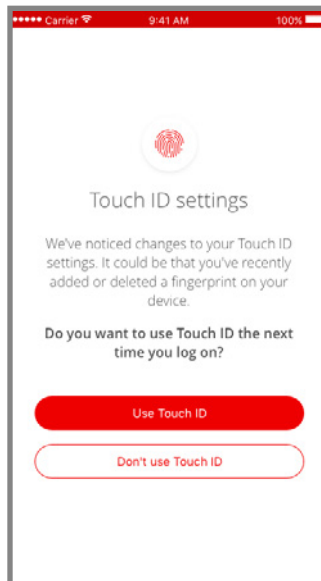 Carrier 9:41 AM 100%
Touch ID settings
We've noticed changes to your Touch ID
settings. It could be that you've recently
added or deleted a fingerprint on your
device.
Do you want to use Touch ID the next
time you log on?
Use Touch ID
Don't use Touch ID